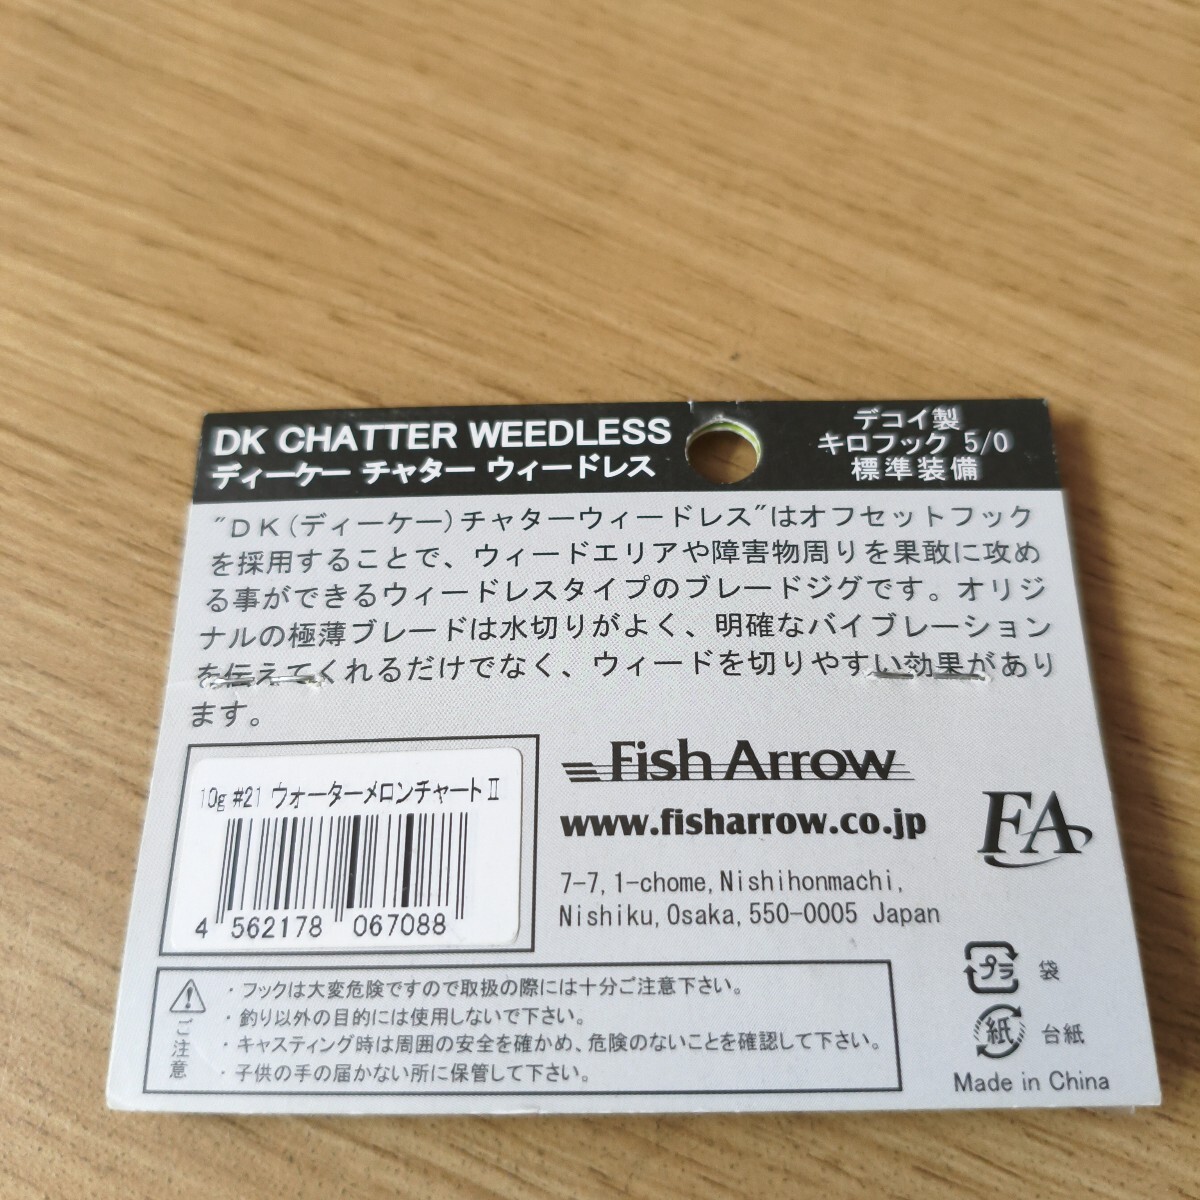 DK CHATTER WEEDLESS
ディーケー チャター ウィードレス
デコイ製
キロフック 5/0
標準装備
"DK(ディーケー)チャターウィードレス"はオフセットフック
を採用することで、ウィードエリアや障害物周りを果敢に攻め
る事ができるウィードレスタイプのブレードジグです。オリジ
ナルの極薄ブレードは水切りがよく、明確なバイブレーション
を伝えてくれるだけでなく、ウィードを切りやすい効果があり
ます。
10g #21 ウォーターメロンチャートⅡ
4 562178 067088
Fish Arrow
www.fisharrow.co.jp
FA
7-7,1-chome,Nishihonmachi,
Nishiku,Osaka,550-0005 Japan
ご注意
・フックは大変危険ですので取扱の際には十分ご注意下さい。
・釣り以外の目的には使用しないで下さい。
・キャスティング時は周囲の安全を確かめ、危険のないことを確認して下さい。
・子供の手の届かない所に保管して下さい。
プラ 袋
紙 台紙
Made in China